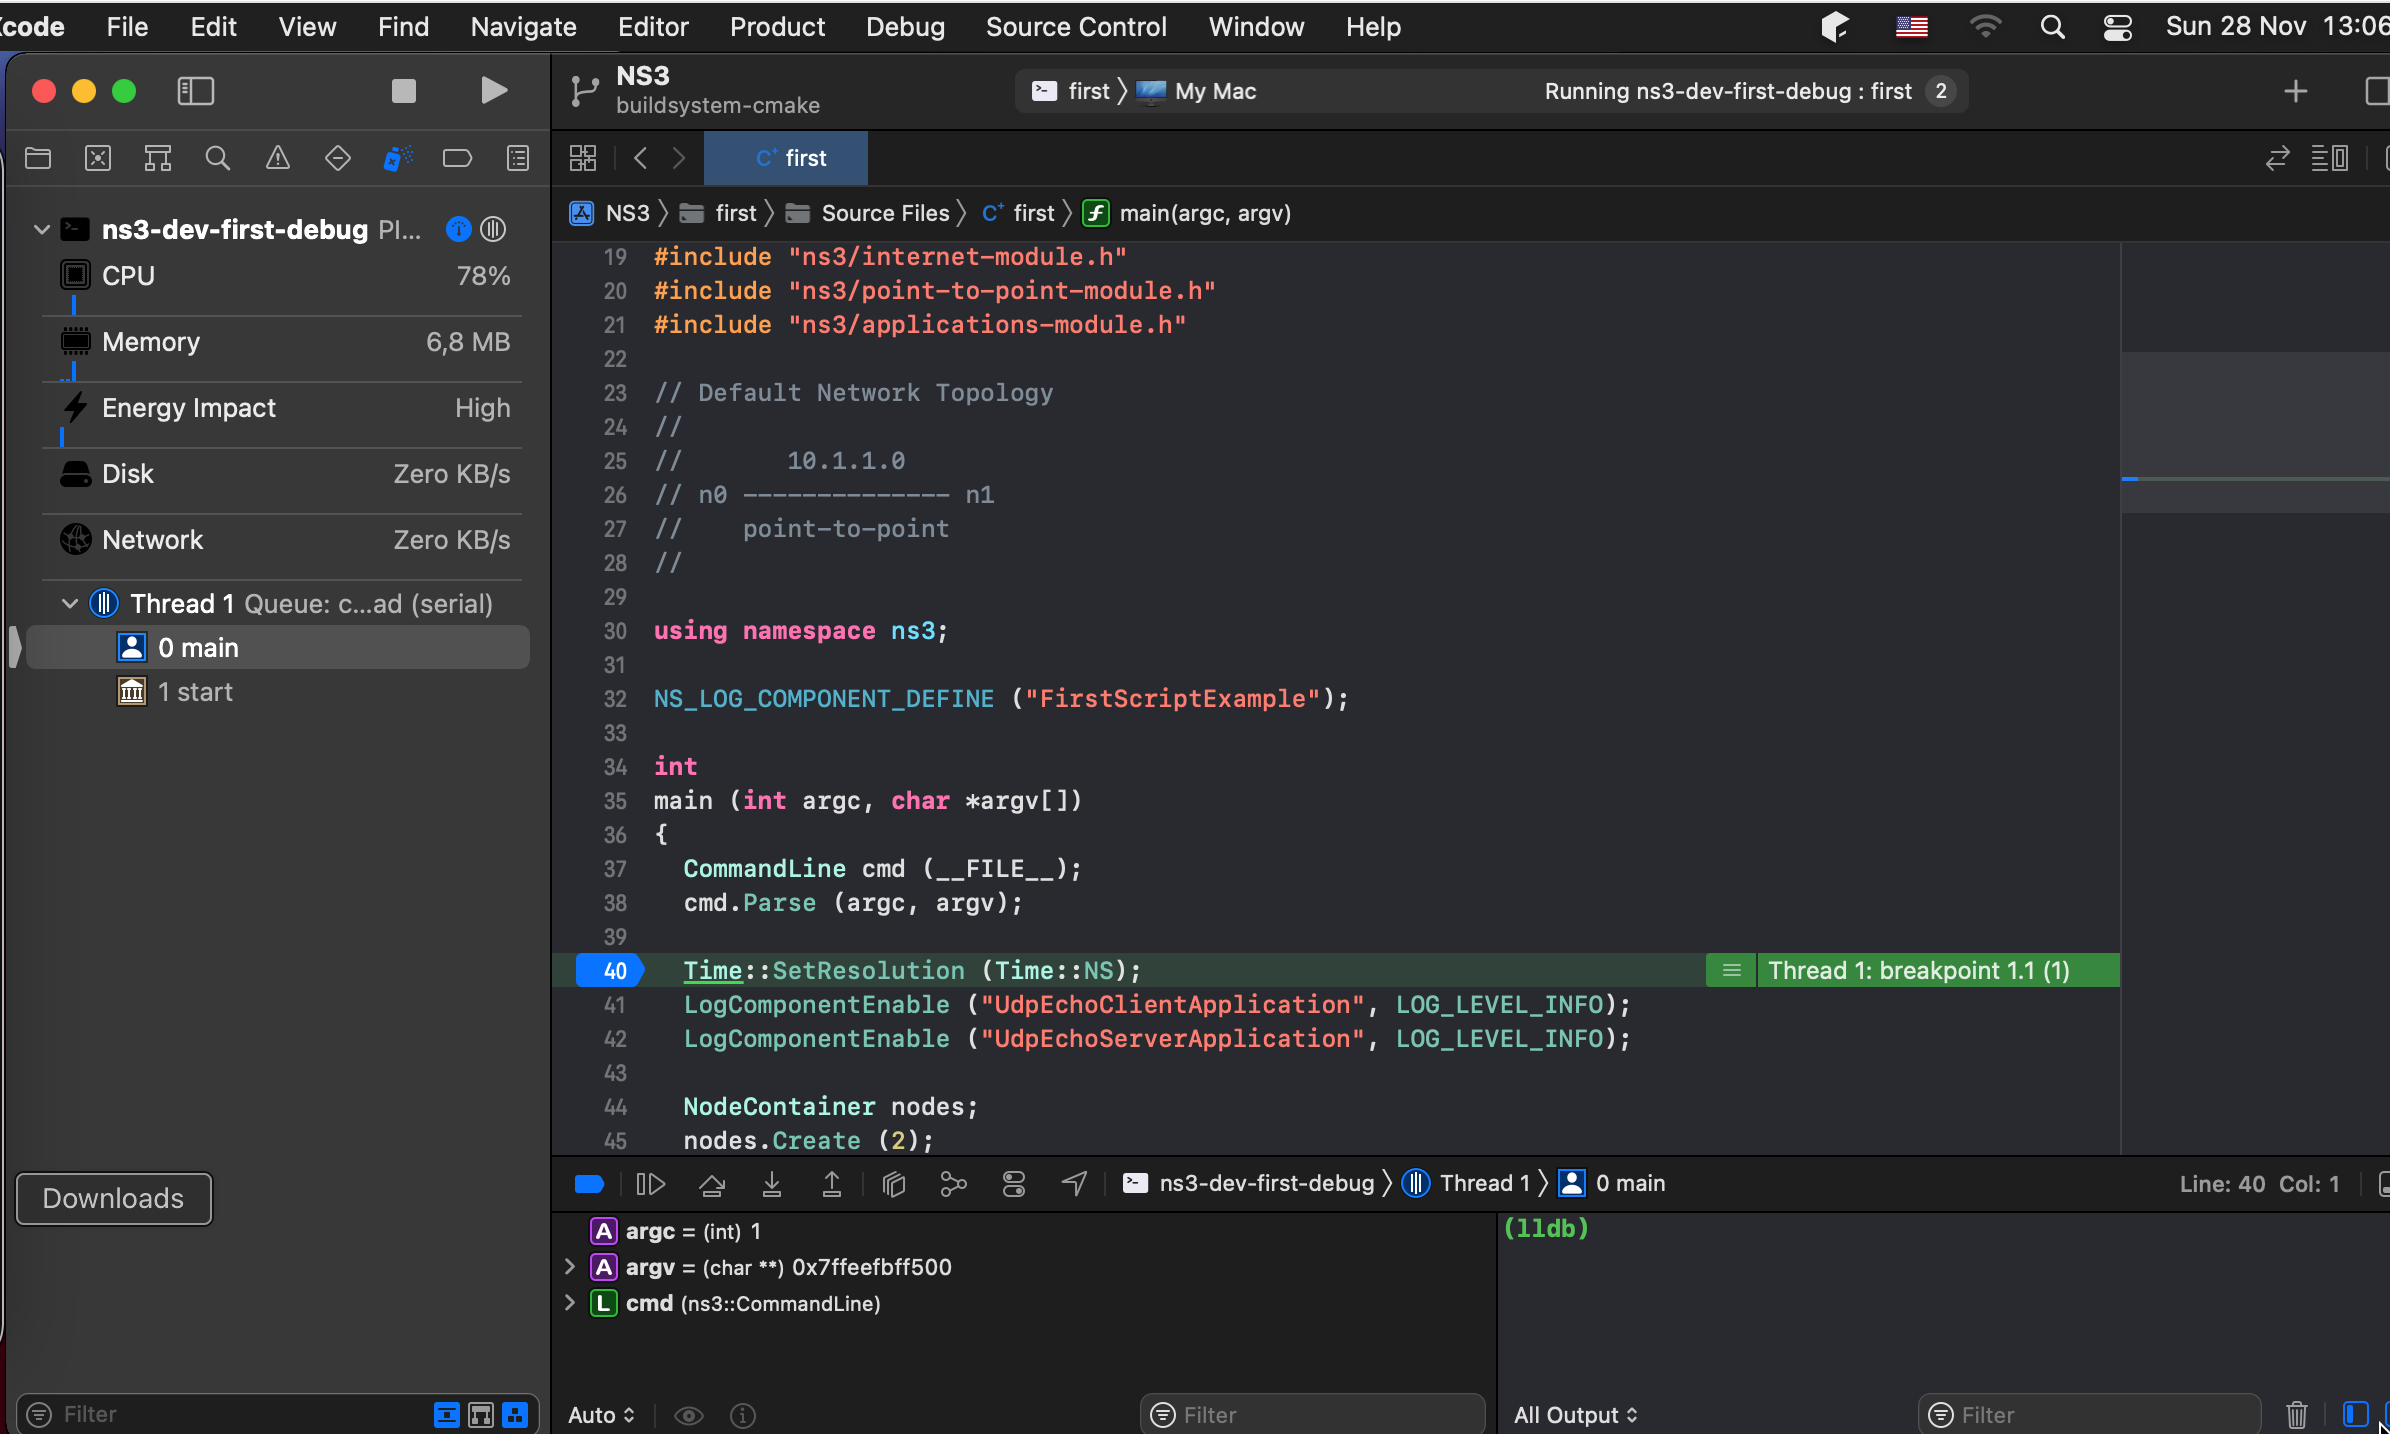 code File Edit View Find Navigate Editor Product Debug Source Control Window Help Sun 28 Nov 13:06
NS3
buildsystem-cmake
first 〉 My Mac
Running ns3-dev-first-debug : first 2
C+ first
NS3 〉 first 〉 Source Files 〉 C+ first 〉 f main(argc, argv)
ns3-dev-first-debug PI...
CPU 78%
Memory 6,8 MB
Energy Impact High
Disk Zero KB/s
Network Zero KB/s
Thread 1 Queue: c...ad (serial)
0 main
1 start
Downloads
Filter
19 #include "ns3/internet-module.h"
20 #include "ns3/point-to-point-module.h"
21 #include "ns3/applications-module.h"
22
23 // Default Network Topology
24 //
25 //       10.1.1.0
26 // n0 -------------- n1
27 //    point-to-point
28 //
29
30 using namespace ns3;
31
32 NS_LOG_COMPONENT_DEFINE ("FirstScriptExample");
33
34 int
35 main (int argc, char *argv[])
36 {
37   CommandLine cmd (__FILE__);
38   cmd.Parse (argc, argv);
39
40   Time::SetResolution (Time::NS); Thread 1: breakpoint 1.1 (1)
41   LogComponentEnable ("UdpEchoClientApplication", LOG_LEVEL_INFO);
42   LogComponentEnable ("UdpEchoServerApplication", LOG_LEVEL_INFO);
43
44   NodeContainer nodes;
45   nodes.Create (2);
ns3-dev-first-debug 〉 Thread 1 〉 0 main
Line: 40 Col: 1
A argc = (int) 1
A argv = (char **) 0x7ffeefbff500
L cmd (ns3::CommandLine)
(lldb)
Auto Filter
All Output Filter